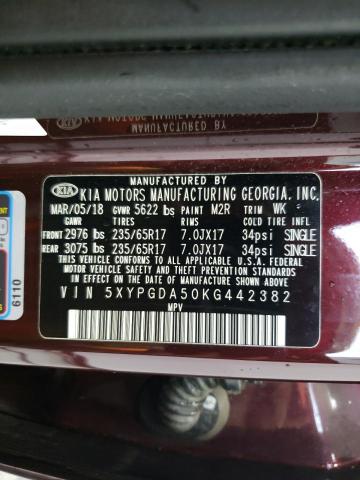 MANUFACTURED BY
KIA KIA MOTORS MANUFACTURING GEORGIA, INC.
MAR/05/18 GVWR 5622 lbs PAINT M2R TRIM WK
GAWR TIRES RIMS COLD TIRE INFL
FRONT 2976 lbs 235/65R17 7.0JX17 34psi SINGLE
REAR 3075 lbs 235/65R17 7.0JX17 34psi SINGLE
THIS VEHICLE CONFORMS TO ALL APPLICABLE U.S.A. FEDERAL
MOTOR VEHICLE SAFETY AND THEFT PREVENTION STANDARDS IN
EFFECT ON THE DATE OF MANUFACTURE SHOWN ABOVE
VIN 5XYPGDA50KG442382
MPV
6110